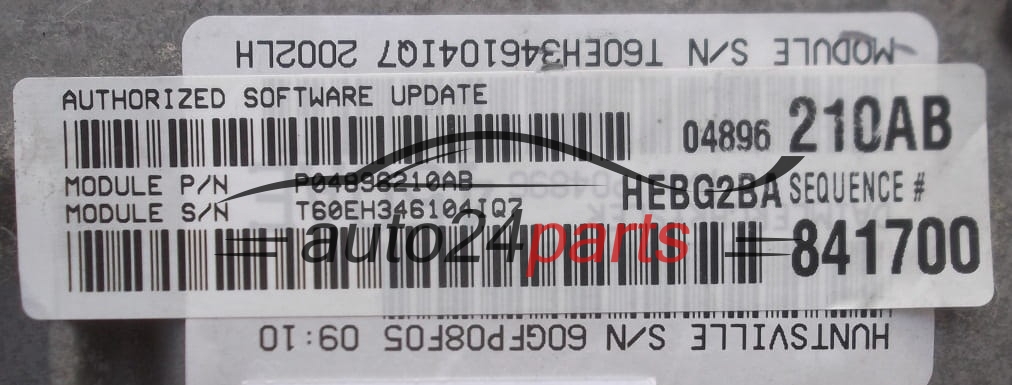 MODULE S/N T60EH346104IQ7 2002LH
AUTHORIZED SOFTWARE UPDATE
04896 210AB
MODULE P/N P04896210AB
HEBG2BA SEQUENCE #
MODULE S/N T60EH346104IQ7
auto24parts
841700
HUNTSVILLE S/N 60GFP08F05 09:10